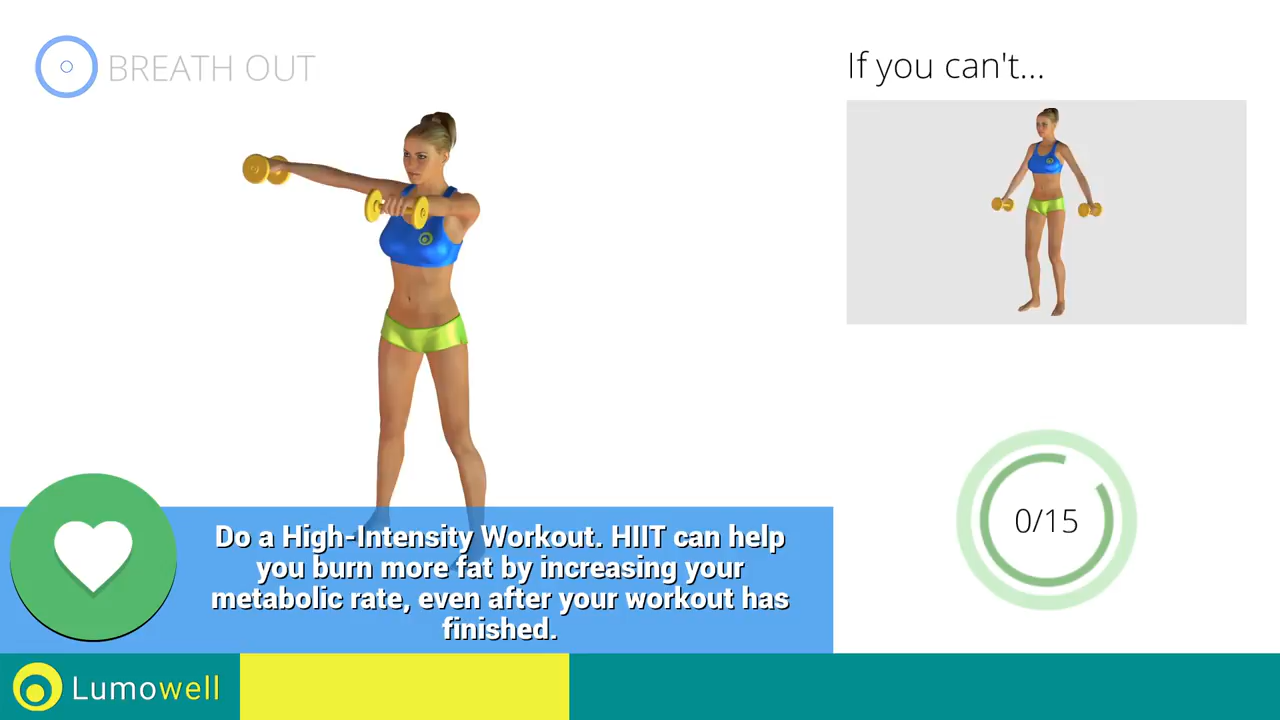 BREATH OUT
If you can't...
0/15
Do a High-Intensity Workout. HIIT can help
you burn more fat by increasing your
metabolic rate, even after your workout has
finished.
Lumowell